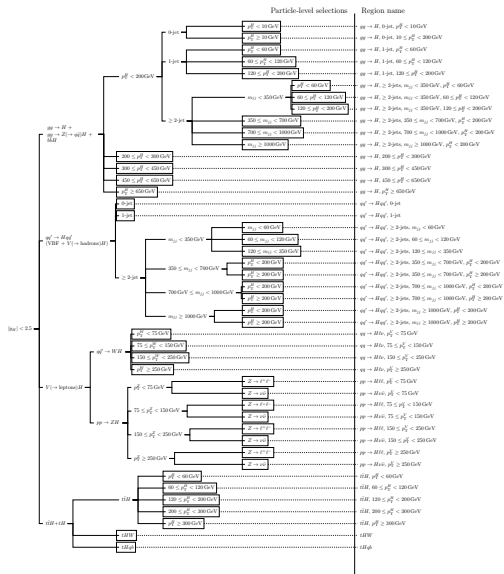 Particle-level selections Region name
p_T^H < 10 GeV gg → H, 0-jet, p_T^H < 10 GeV
0-jet
p_T^H ≥ 10 GeV gg → H, 0-jet, 10 ≤ p_T^H < 200 GeV
p_T^H < 60 GeV gg → H, 1-jet, p_T^H < 60 GeV
1-jet 60 ≤ p_T^H < 120 GeV gg → H, 1-jet, 60 ≤ p_T^H < 120 GeV
120 ≤ p_T^H < 200 GeV gg → H, 1-jet, 120 ≤ p_T^H < 200 GeV
p_T^H < 200 GeV
p_T^H < 60 GeV gg → H, ≥ 2-jets, m_jj < 350 GeV, p_T^H < 60 GeV
m_jj < 350 GeV 60 ≤ p_T^H < 120 GeV gg → H, ≥ 2-jets, m_jj < 350 GeV, 60 ≤ p_T^H < 120 GeV
120 ≤ p_T^H < 200 GeV gg → H, ≥ 2-jets, m_jj < 350 GeV, 120 ≤ p_T^H < 200 GeV
≥ 2-jet 350 ≤ m_jj < 700 GeV gg → H, ≥ 2-jets, 350 ≤ m_jj < 700 GeV, p_T^H < 200 GeV
700 ≤ m_jj < 1000 GeV gg → H, ≥ 2-jets, 700 ≤ m_jj < 1000 GeV, p_T^H < 200 GeV
m_jj ≥ 1000 GeV gg → H, ≥ 2-jets, m_jj ≥ 1000 GeV, p_T^H < 200 GeV
gg → H +
gg → Z(→ qq)H +
bbH
200 ≤ p_T^H < 300 GeV gg → H, 200 ≤ p_T^H < 300 GeV
300 ≤ p_T^H < 450 GeV gg → H, 300 ≤ p_T^H < 450 GeV
450 ≤ p_T^H < 650 GeV gg → H, 450 ≤ p_T^H < 650 GeV
p_T^H ≥ 650 GeV gg → H, p_T^H ≥ 650 GeV
0-jet qq' → Hqq', 0-jet
1-jet qq' → Hqq', 1-jet
m_jj < 60 GeV qq' → Hqq', ≥ 2-jets, m_jj < 60 GeV
qq' → Hqq'
(VBF + V(→ hadrons)H)
m_jj < 350 GeV 60 ≤ m_jj < 120 GeV qq' → Hqq', ≥ 2-jets, 60 ≤ m_jj < 120 GeV
120 ≤ m_jj < 350 GeV qq' → Hqq', ≥ 2-jets, 120 ≤ m_jj < 350 GeV
≥ 2-jet
350 ≤ m_jj < 700 GeV
p_T^H < 200 GeV qq' → Hqq', ≥ 2-jets, 350 ≤ m_jj < 700 GeV, p_T^H < 200 GeV
p_T^H ≥ 200 GeV qq' → Hqq', ≥ 2-jets, 350 ≤ m_jj < 700 GeV, p_T^H ≥ 200 GeV
700 GeV ≤ m_jj < 1000 GeV
p_T^H < 200 GeV qq' → Hqq', ≥ 2-jets, 700 ≤ m_jj < 1000 GeV, p_T^H < 200 GeV
p_T^H ≥ 200 GeV qq' → Hqq', ≥ 2-jets, 700 ≤ m_jj < 1000 GeV, p_T^H ≥ 200 GeV
m_jj ≥ 1000 GeV
p_T^H < 200 GeV qq' → Hqq', ≥ 2-jets, m_jj ≥ 1000 GeV, p_T^H < 200 GeV
p_T^H ≥ 200 GeV qq' → Hqq', ≥ 2-jets, m_jj ≥ 1000 GeV, p_T^H ≥ 200 GeV
|y_H| < 2.5
p_T^V < 75 GeV qq → Hℓν, p_T^V < 75 GeV
qq' → WH 75 ≤ p_T^V < 150 GeV qq → Hℓν, 75 ≤ p_T^V < 150 GeV
150 ≤ p_T^V < 250 GeV qq → Hℓν, 150 ≤ p_T^V < 250 GeV
p_T^V ≥ 250 GeV qq → Hℓν, p_T^V ≥ 250 GeV
V(→ leptons)H
p_T^V < 75 GeV
Z → ℓ⁺ℓ⁻ pp → Hℓℓ, p_T^V < 75 GeV
Z → νν̄ pp → Hνν̄, p_T^V < 75 GeV
75 ≤ p_T^V < 150 GeV
Z → ℓ⁺ℓ⁻ pp → Hℓℓ, 75 ≤ p_T^V < 150 GeV
Z → νν̄ pp → Hνν̄, 75 ≤ p_T^V < 150 GeV
pp → ZH
150 ≤ p_T^V < 250 GeV
Z → ℓ⁺ℓ⁻ pp → Hℓℓ, 150 ≤ p_T^V < 250 GeV
Z → νν̄ pp → Hνν̄, 150 ≤ p_T^V < 250 GeV
p_T^V ≥ 250 GeV
Z → ℓ⁺ℓ⁻ pp → Hℓℓ, p_T^V ≥ 250 GeV
Z → νν̄ pp → Hνν̄, p_T^V ≥ 250 GeV
p_T^H < 60 GeV tt̄H, p_T^H < 60 GeV
60 ≤ p_T^H < 120 GeV tt̄H, 60 ≤ p_T^H < 120 GeV
tt̄H 120 ≤ p_T^H < 200 GeV tt̄H, 120 ≤ p_T^H < 200 GeV
200 ≤ p_T^H < 300 GeV tt̄H, 200 ≤ p_T^H < 300 GeV
tt̄H+tH p_T^H ≥ 300 GeV tt̄H, p_T^H ≥ 300 GeV
tHW tHW
tHqb tHqb